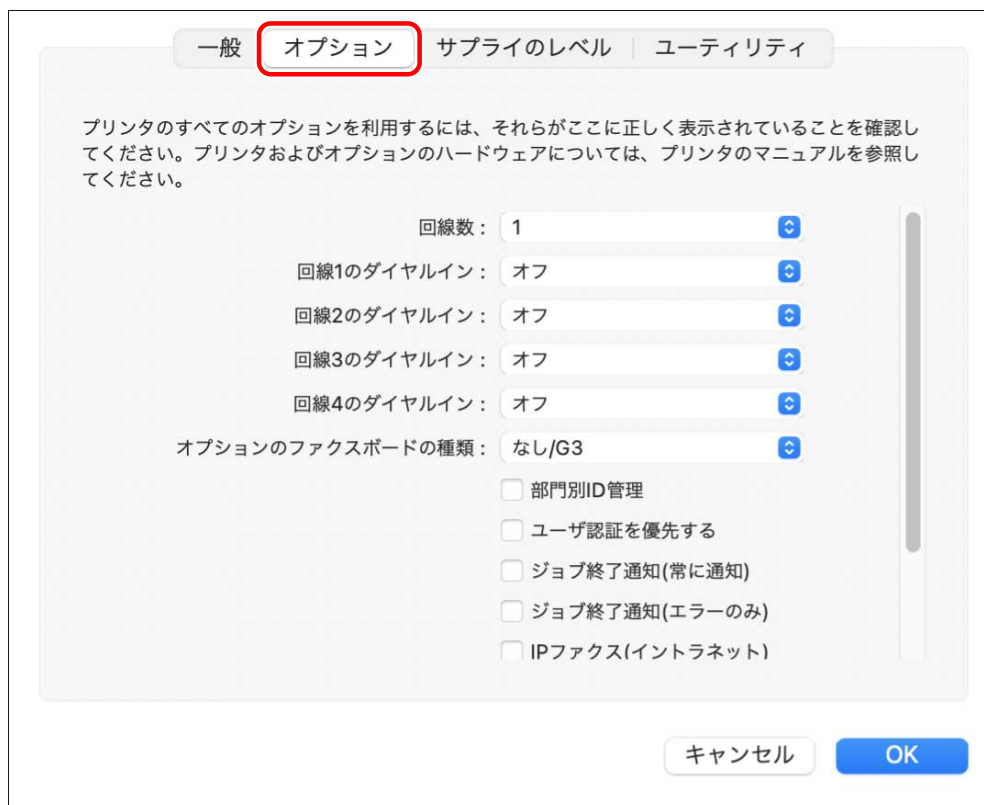 一般 オプション サプライのレベル ユーティリティ
プリンタのすべてのオプションを利用するには、それらがここに正しく表示されていることを確認し
てください。プリンタおよびオプションのハードウェアについては、プリンタのマニュアルを参照し
てください。
回線数： 1
回線1のダイヤルイン： オフ
回線2のダイヤルイン： オフ
回線3のダイヤルイン： オフ
回線4のダイヤルイン： オフ
オプションのファクスボードの種類： なし/G3
部門別ID管理
ユーザ認証を優先する
ジョブ終了通知(常に通知)
ジョブ終了通知(エラーのみ)
IPファクス(イントラネット)
キャンセル OK